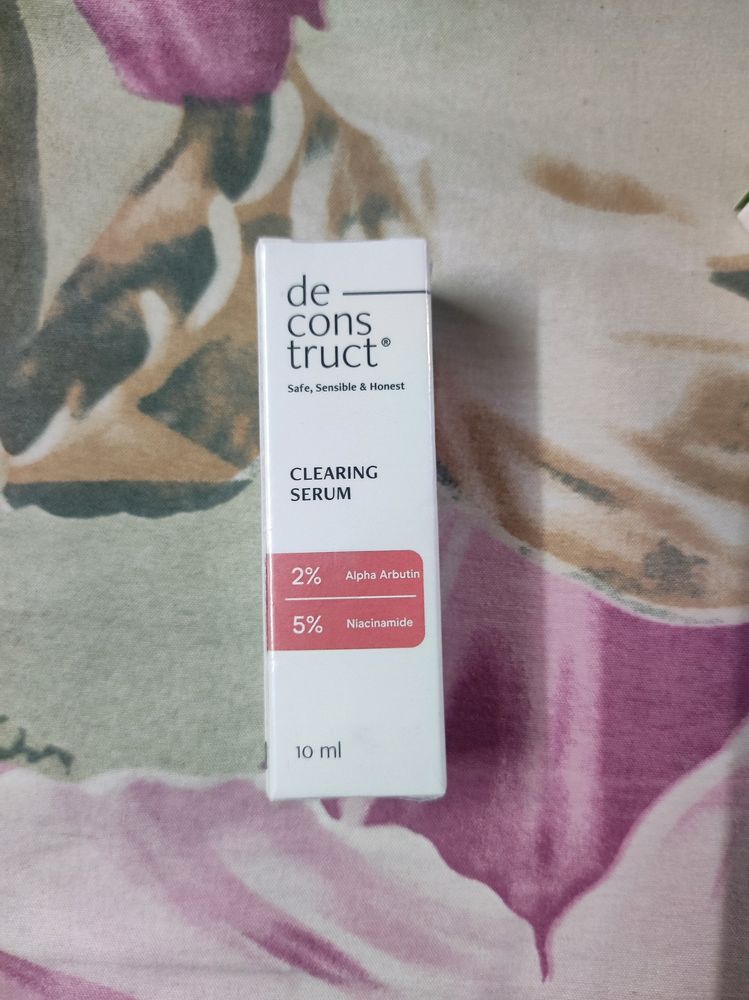 de
cons
truct®
Safe, Sensible & Honest
CLEARING
SERUM
2% Alpha Arbutin
5% Niacinamide
10 ml